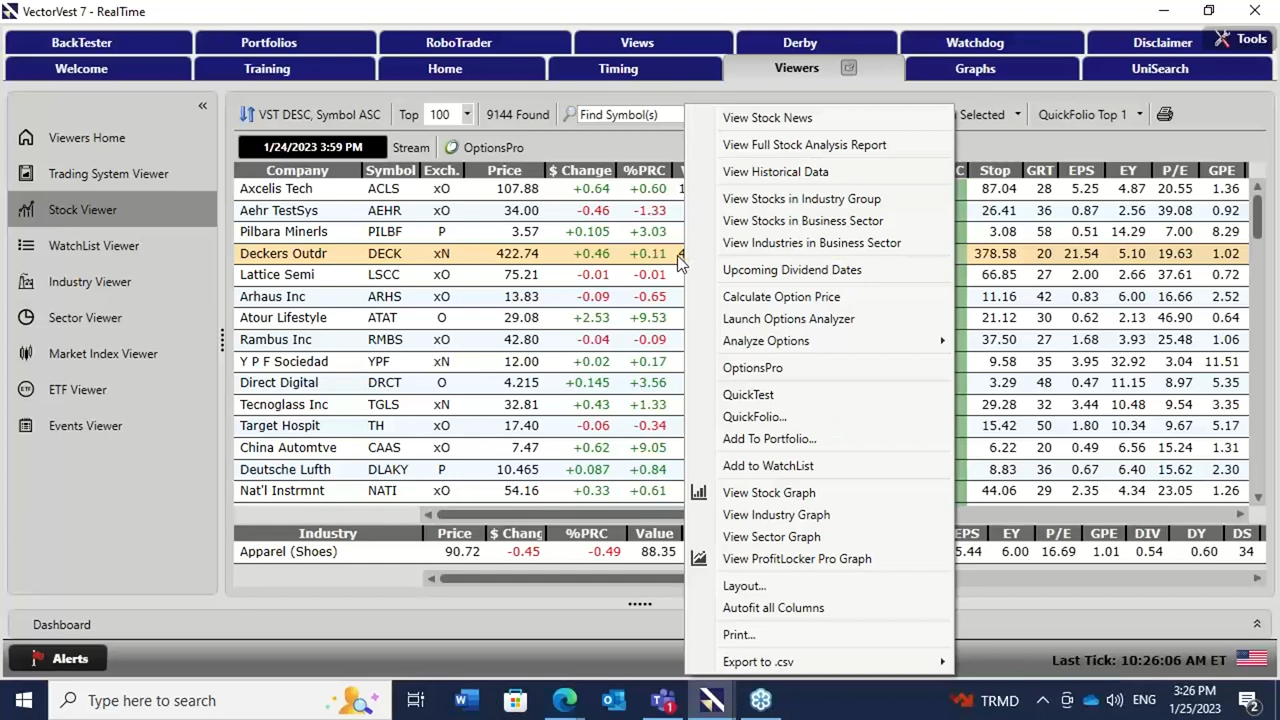 VectorVest 7 - RealTime
BackTester Portfolios RoboTrader Views Derby Watchdog Disclaimer Tools
Welcome Training Home Timing Viewers Graphs UniSearch
Viewers Home
Trading System Viewer
Stock Viewer
WatchList Viewer
Industry Viewer
Sector Viewer
Market Index Viewer
ETF Viewer
Events Viewer
VST DESC, Symbol ASC Top 100 9144 Found Find Symbol(s) Selected QuickFolio Top 1
1/24/2023 3:59 PM Stream OptionsPro
Company Symbol Exch. Price $ Change %PRC Stop GRT EPS EY P/E GPE
Axcelis Tech ACLS xO 107.88 +0.64 +0.60 87.04 28 5.25 4.87 20.55 1.36
Aehr TestSys AEHR xO 34.00 -0.46 -1.33 26.41 36 0.87 2.56 39.08 0.92
Pilbara Minerls PILBF P 3.57 +0.105 +3.03 3.08 58 0.51 14.29 7.00 8.29
Deckers Outdr DECK xN 422.74 +0.46 +0.11 378.58 20 21.54 5.10 19.63 1.02
Lattice Semi LSCC xO 75.21 -0.01 -0.01 66.85 27 2.00 2.66 37.61 0.72
Arhaus Inc ARHS xO 13.83 -0.09 -0.65 11.16 42 0.83 6.00 16.66 2.52
Atour Lifestyle ATAT O 29.08 +2.53 +9.53 21.12 30 0.62 2.13 46.90 0.64
Rambus Inc RMBS xO 42.80 -0.04 -0.09 37.50 27 1.68 3.93 25.48 1.06
Y P F Sociedad YPF xN 12.00 +0.02 +0.17 9.58 35 3.95 32.92 3.04 11.51
Direct Digital DRCT O 4.215 +0.145 +3.56 3.29 48 0.47 11.15 8.97 5.35
Tecnoglass Inc TGLS xO 32.81 +0.43 +1.33 29.28 32 3.44 10.48 9.54 3.35
Target Hospit TH xO 17.40 -0.06 -0.34 15.42 50 1.80 10.34 9.67 5.17
China Automtve CAAS xO 7.47 +0.62 +9.05 6.22 20 0.49 6.56 15.24 1.31
Deutsche Lufth DLAKY P 10.465 +0.087 +0.84 8.83 36 0.67 6.40 15.62 2.30
Nat'l Instrmnt NATI xO 54.16 +0.33 +0.61 44.06 29 2.35 4.34 23.05 1.26
Industry Price $ Chang %PRC Value EPS EY P/E GPE DIV DY DS
Apparel (Shoes) 90.72 -0.45 -0.49 88.35 5.44 6.00 16.69 1.01 0.54 0.60 34
View Stock News
View Full Stock Analysis Report
View Historical Data
View Stocks in Industry Group
View Stocks in Business Sector
View Industries in Business Sector
Upcoming Dividend Dates
Calculate Option Price
Launch Options Analyzer
Analyze Options
OptionsPro
QuickTest
QuickFolio...
Add To Portfolio...
Add to WatchList
View Stock Graph
View Industry Graph
View Sector Graph
View ProfitLocker Pro Graph
Layout...
Autofit all Columns
Print...
Export to .csv
Dashboard
Alerts Last Tick: 10:26:06 AM ET
Type here to search TRMD ENG 3:26 PM
1/25/2023 2